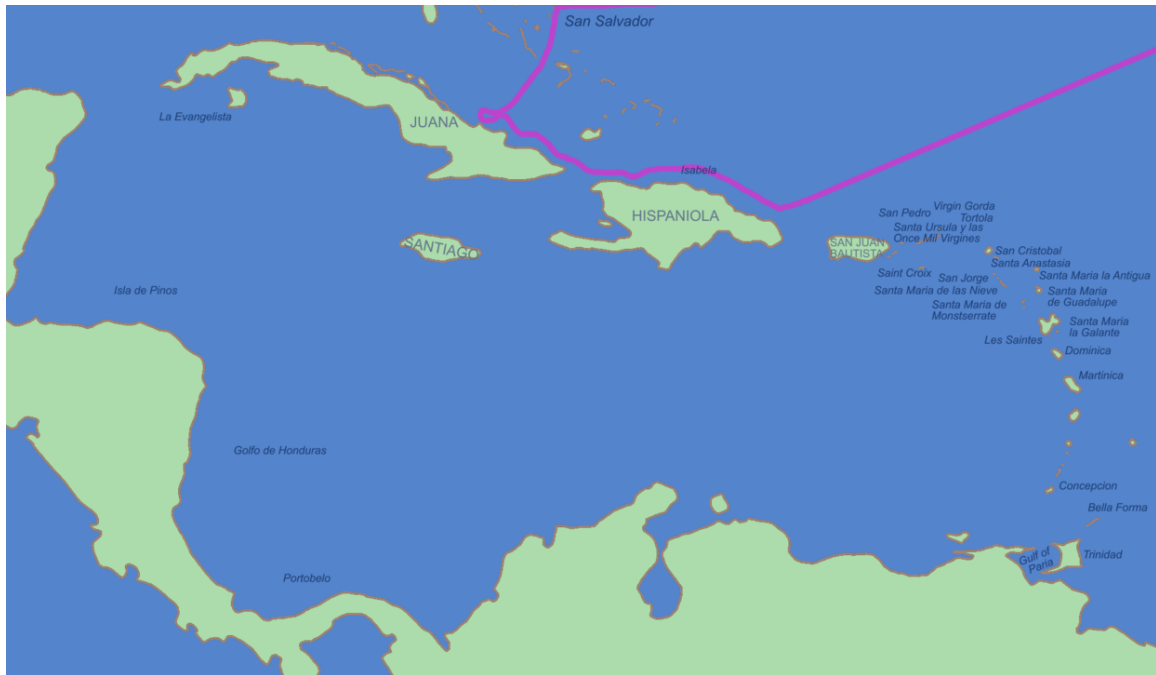 San Salvador
La Evangelista
JUANA
Isabela
HISPANIOLA
SANTIAGO
SAN JUAN
BAUTISTA
San Pedro
Virgin Gorda
Tortola
Santa Ursula y las
Once Mil Virgines
San Cristobal
Santa Anastasia
Santa Maria la Antigua
Saint Croix
San Jorge
Santa Maria de las Nieve
Santa Maria
de Guadalupe
Santa Maria de
Monstserrate
Santa Maria
la Galante
Les Saintes
Dominica
Martinica
Isla de Pinos
Golfo de Honduras
Concepcion
Bella Forma
Gulf of
Paria
Trinidad
Portobelo